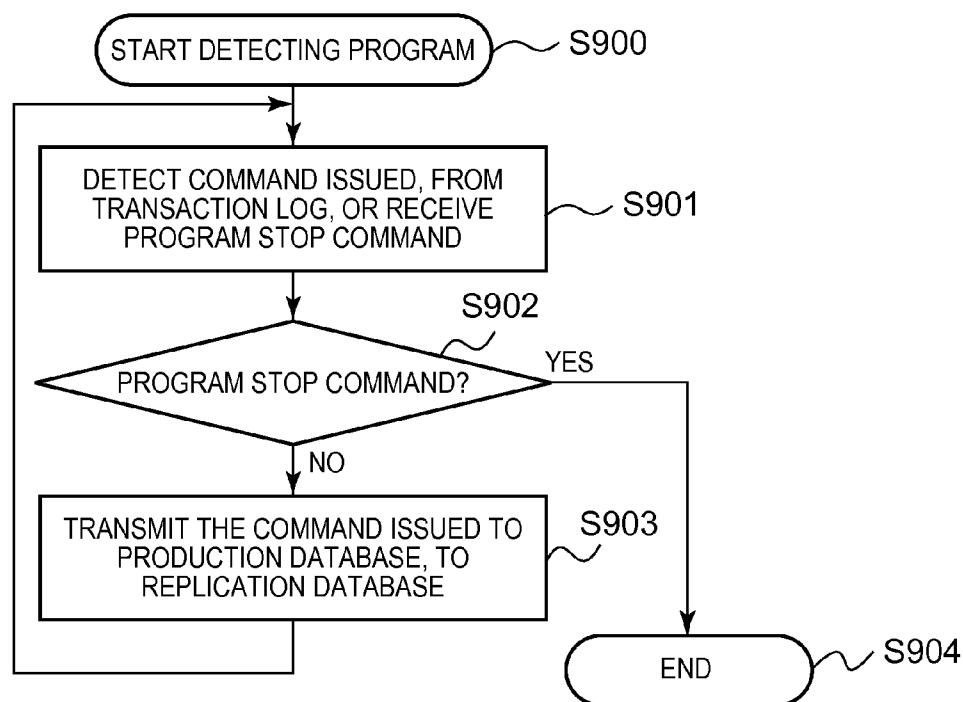 START DETECTING PROGRAM
S900
DETECT COMMAND ISSUED, FROM
TRANSACTION LOG, OR RECEIVE
PROGRAM STOP COMMAND
S901
S902
PROGRAM STOP COMMAND?
YES
NO
TRANSMIT THE COMMAND ISSUED TO
PRODUCTION DATABASE, TO
REPLICATION DATABASE
S903
END
S904